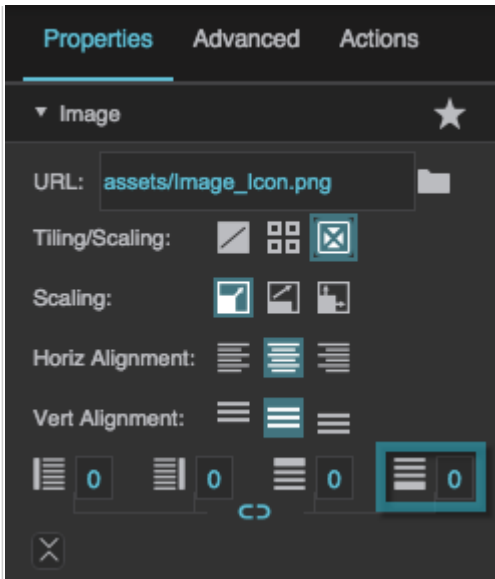 Properties Advanced Actions
Image
URL: assets/Image_Icon.png
Tiling/Scaling:
Scaling:
Horiz Alignment:
Vert Alignment:
0 0 0 0